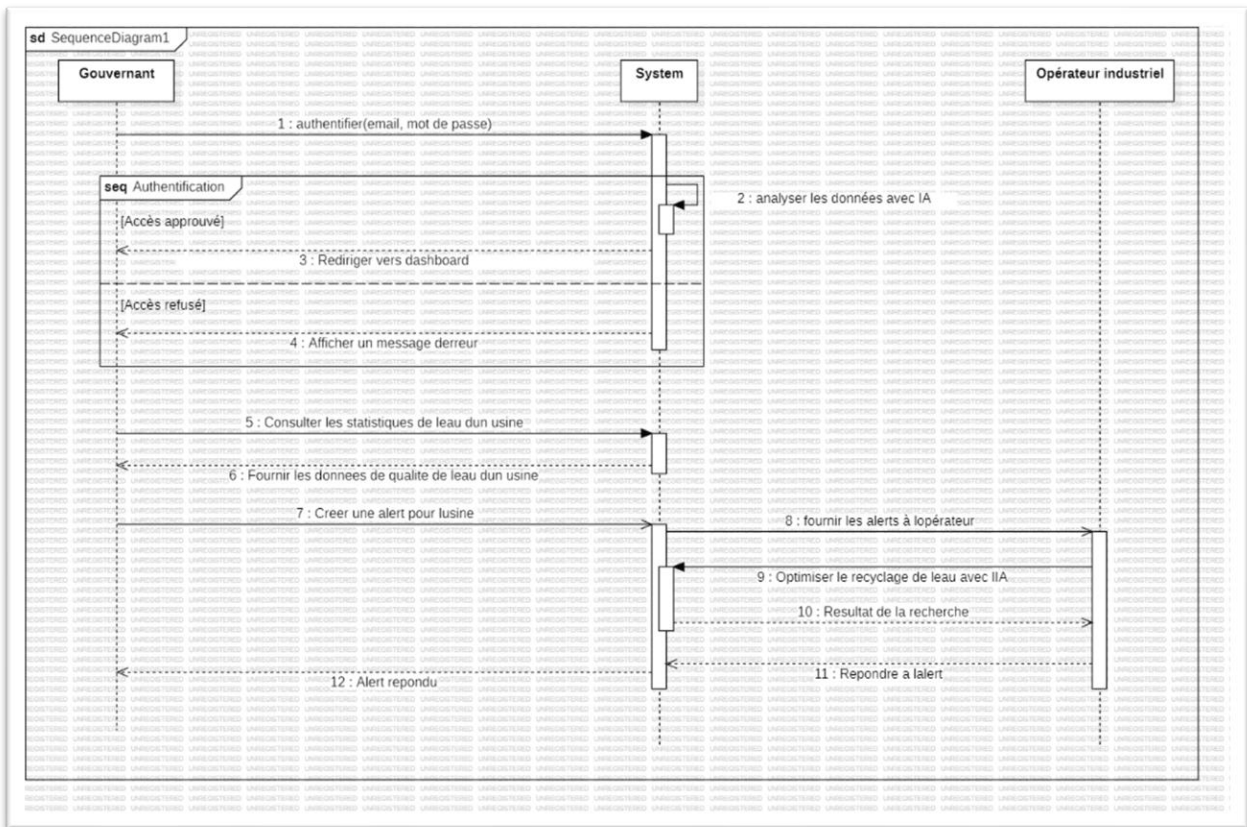 sd SequenceDiagram1
Gouvernant
System
Opérateur industriel
1 : authentifier(email, mot de passe)
seq Authentification
2 : analyser les données avec IA
[Accès approuvé]
3 : Rediriger vers dashboard
[Accès refusé]
4 : Afficher un message derreur
5 : Consulter les statistiques de leau dun usine
6 : Fournir les donnees de qualite de leau dun usine
7 : Creer une alert pour lusine
8 : fournir les alerts à lopérateur
9 : Optimiser le recyclage de leau avec lIA
10 : Resultat de la recherche
11 : Repondre a lalert
12 : Alert repondu
UNREGISTERED